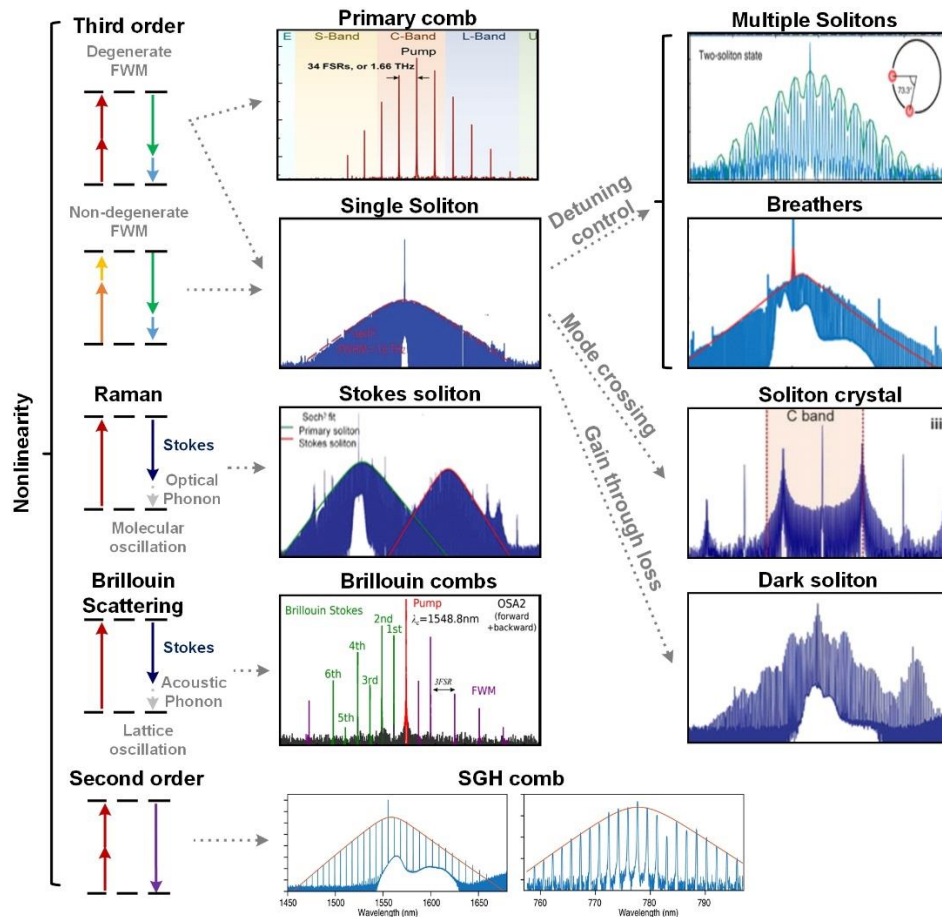 Third order
Degenerate
FWM
Non-degenerate
FWM
Nonlinearity
Raman
Stokes
Optical
Phonon
Molecular
oscillation
Brillouin
Scattering
Stokes
Acoustic
Phonon
Lattice
oscillation
Second order
Primary comb
E S-Band C-Band L-Band U
Pump
34 FSRs, or 1.66 THz
Single Soliton
Stokes soliton
Sech² fit
Primary soliton
Stokes soliton
Brillouin combs
Brillouin Stokes
Pump
λc=1548.8nm
OSA2
(forward
+backward)
2nd
1st
4th
3rd
6th
5th
3FSR
FWM
SGH comb
1450 1500 1550 1600 1650
Wavelength (nm)
760 770 780 790
Wavelength (nm)
Detuning
control
Mode crossing
Gain through loss
Multiple Solitons
Two-soliton state
73.3°
Breathers
Soliton crystal
C band
iii
Dark soliton